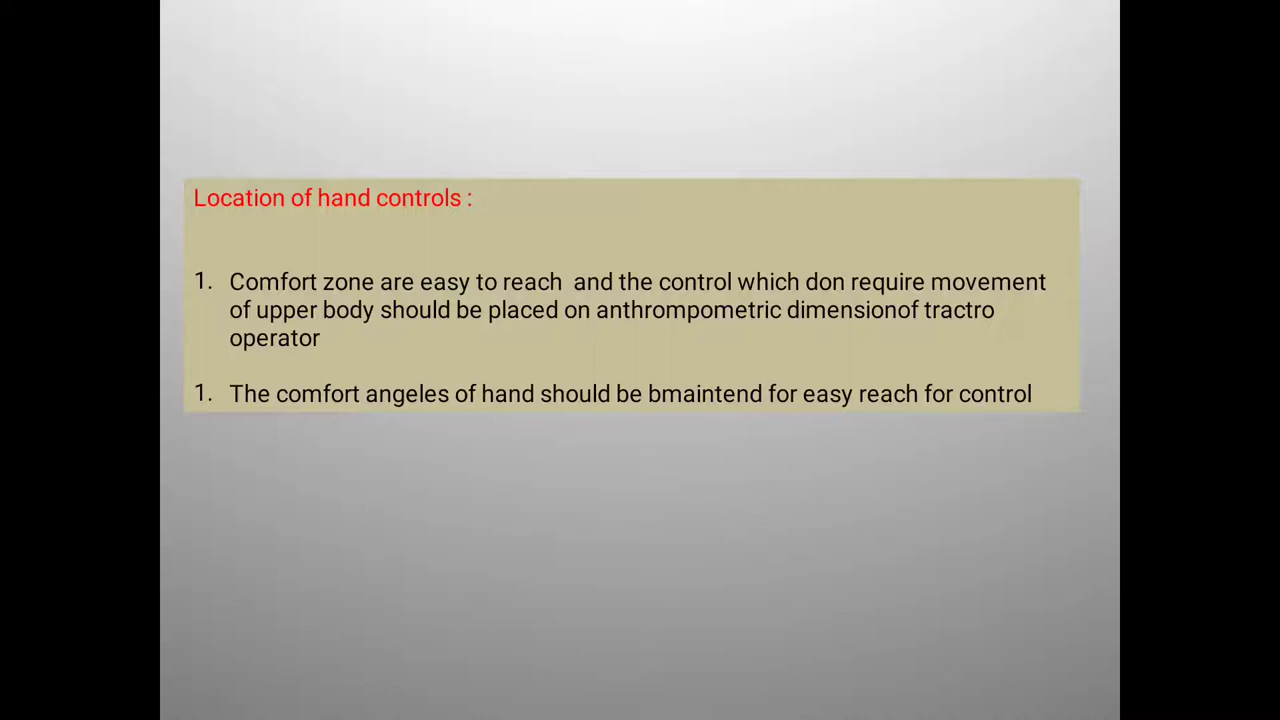 Location of hand controls :
1. Comfort zone are easy to reach  and the control which don require movement
of upper body should be placed on anthrompometric dimensionof tractro
operator
1. The comfort angeles of hand should be bmaintend for easy reach for control